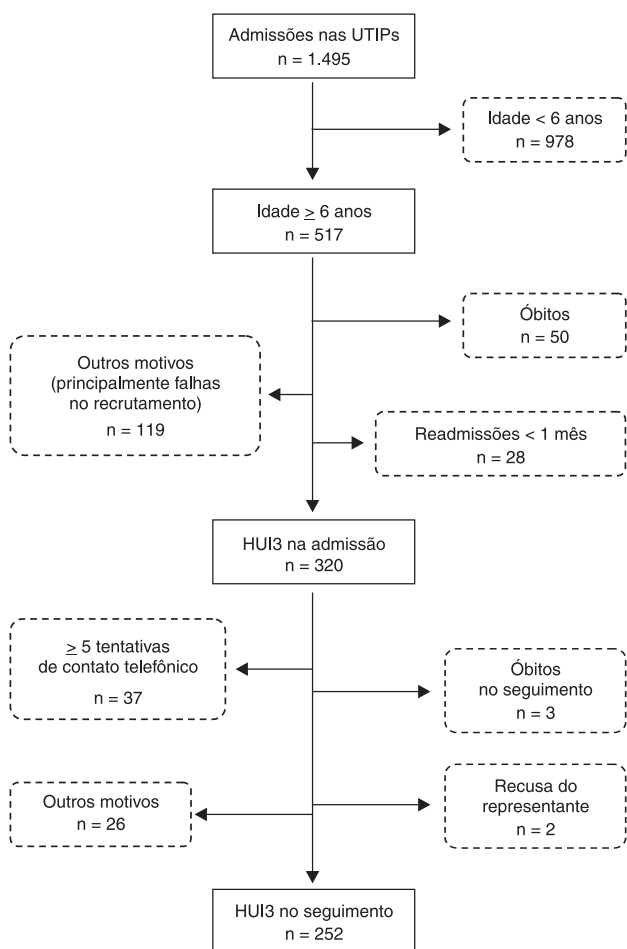 Admissões nas UTIPs
n = 1.495
Idade < 6 anos
n = 978
Idade ≥ 6 anos
n = 517
Óbitos
n = 50
Outros motivos
(principalmente falhas
no recrutamento)
n = 119
Readmissões < 1 mês
n = 28
HUI3 na admissão
n = 320
≥ 5 tentativas
de contato telefônico
n = 37
Óbitos
no seguimento
n = 3
Outros motivos
n = 26
Recusa do
representante
n = 2
HUI3 no seguimento
n = 252